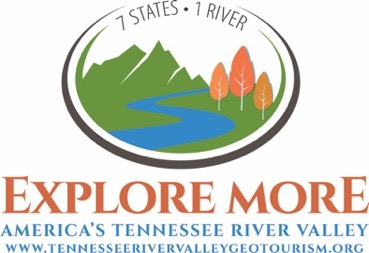 7 STATES • 1 RIVER
EXPLORE MORE
AMERICA'S TENNESSEE RIVER VALLEY
WWW.TENNESSEERIVERVALLEYGEOTOURISM.ORG